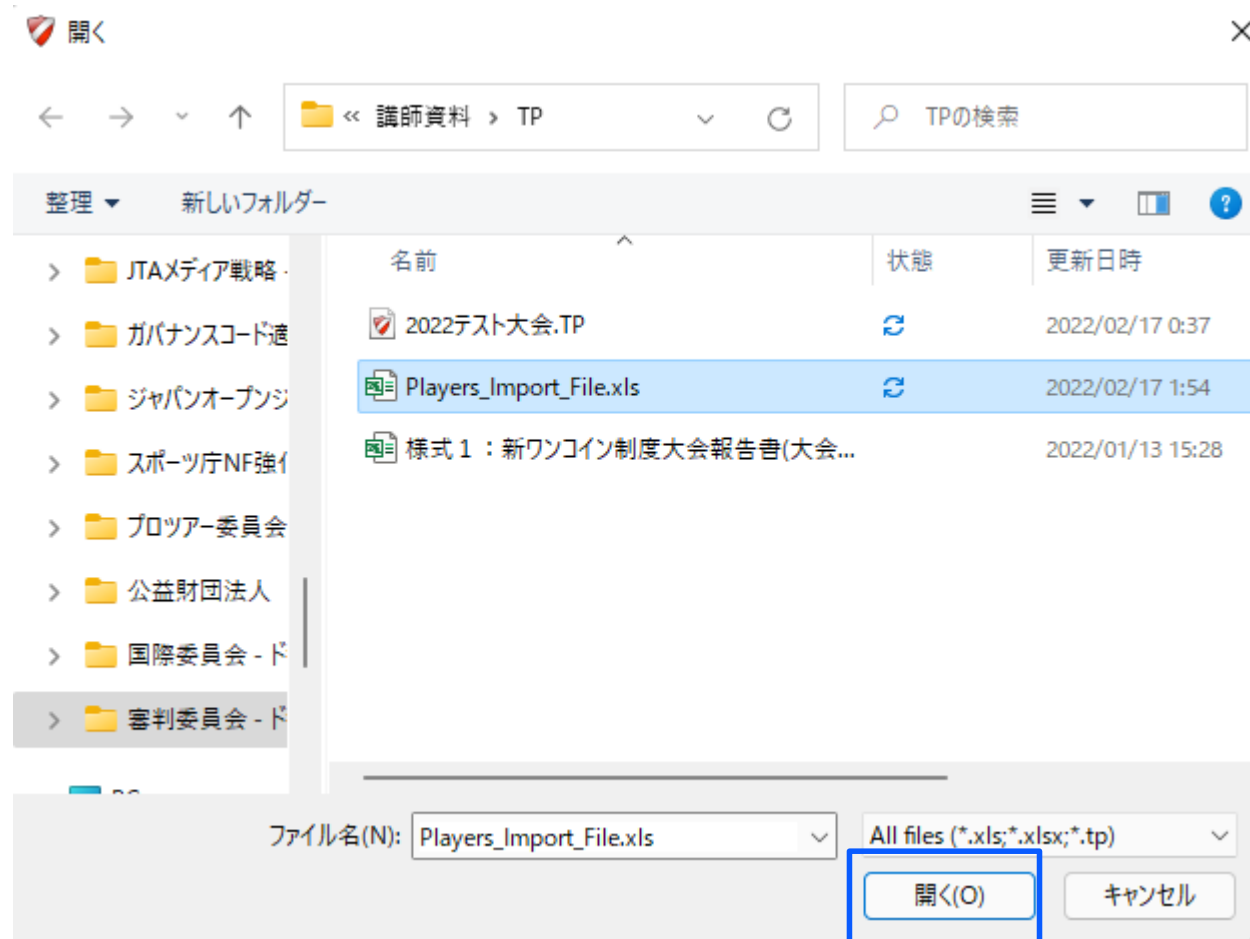 開く
« 講師資料 > TP
TPの検索
整理
新しいフォルダー
名前
状態
更新日時
JTAメディア戦略 -
ガバナンスコード適
ジャパンオープンジ
スポーツ庁NF強化
プロツアー委員会
公益財団法人
国際委員会 - ド
審判委員会 - ド
2022テスト大会.TP
2022/02/17 0:37
Players_Import_File.xls
2022/02/17 1:54
様式１：新ワンコイン制度大会報告書(大会...
2022/01/13 15:28
ファイル名(N):
Players_Import_File.xls
All files (*.xls;*.xlsx;*.tp)
開く(O)
キャンセル